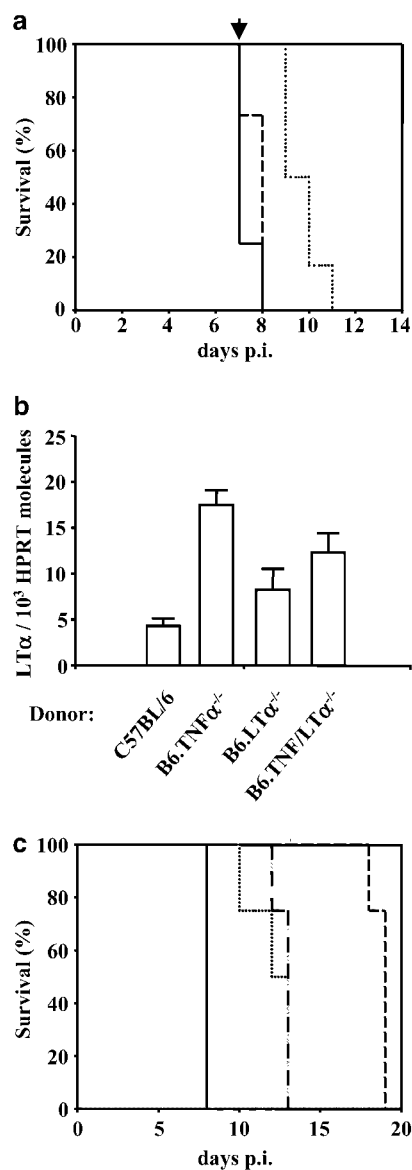 a
100
80
60
40
20
0
Survival (%)
0 2 4 6 8 10 12 14
days p.i.
b
25
20
15
10
5
0
LTα / 10³ HPRT molecules
Donor:
C57BL/6
B6.TNFα-/-
B6.LTα-/-
B6.TNF/LTα-/-
c
100
80
60
40
20
0
Survival (%)
0 5 10 15 20
days p.i.